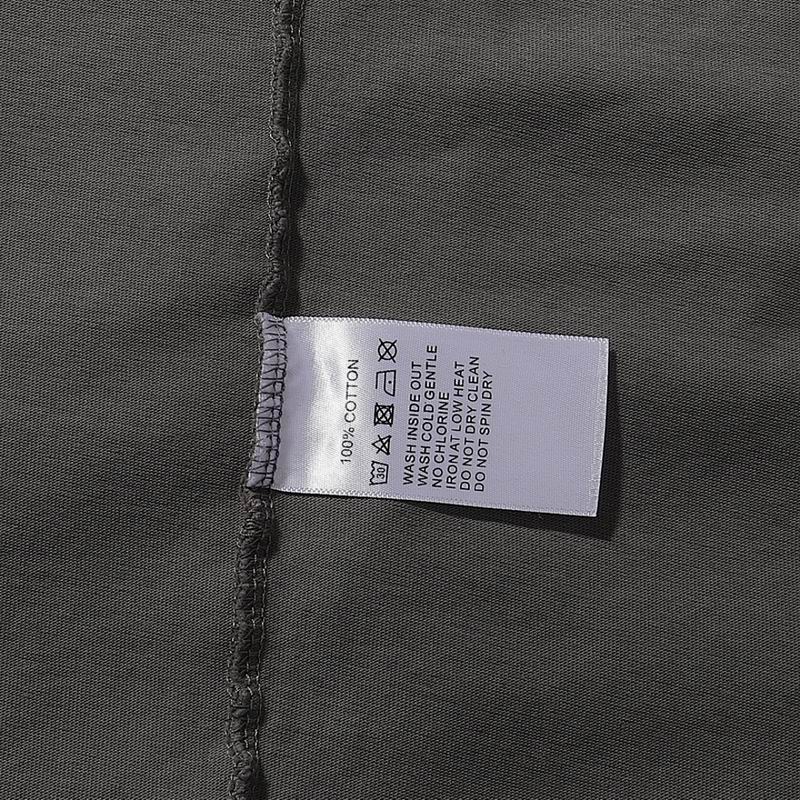 100% COTTON
30
WASH INSIDE OUT
WASH COLD GENTLE
NO CHLORINE
IRON AT LOW HEAT
DO NOT DRY CLEAN
DO NOT SPIN DRY